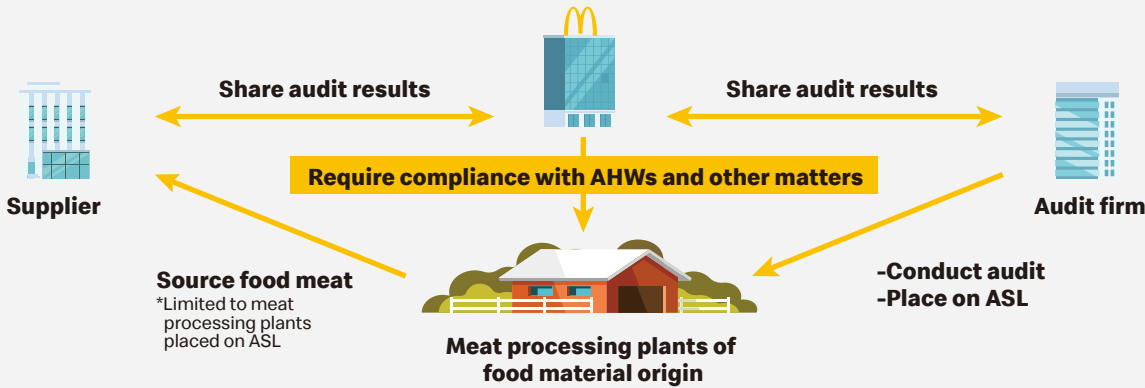 Share audit results
Share audit results
Require compliance with AHWs and other matters
Supplier
Audit firm
Source food meat
*Limited to meat
processing plants
placed on ASL
-Conduct audit
-Place on ASL
Meat processing plants of
food material origin